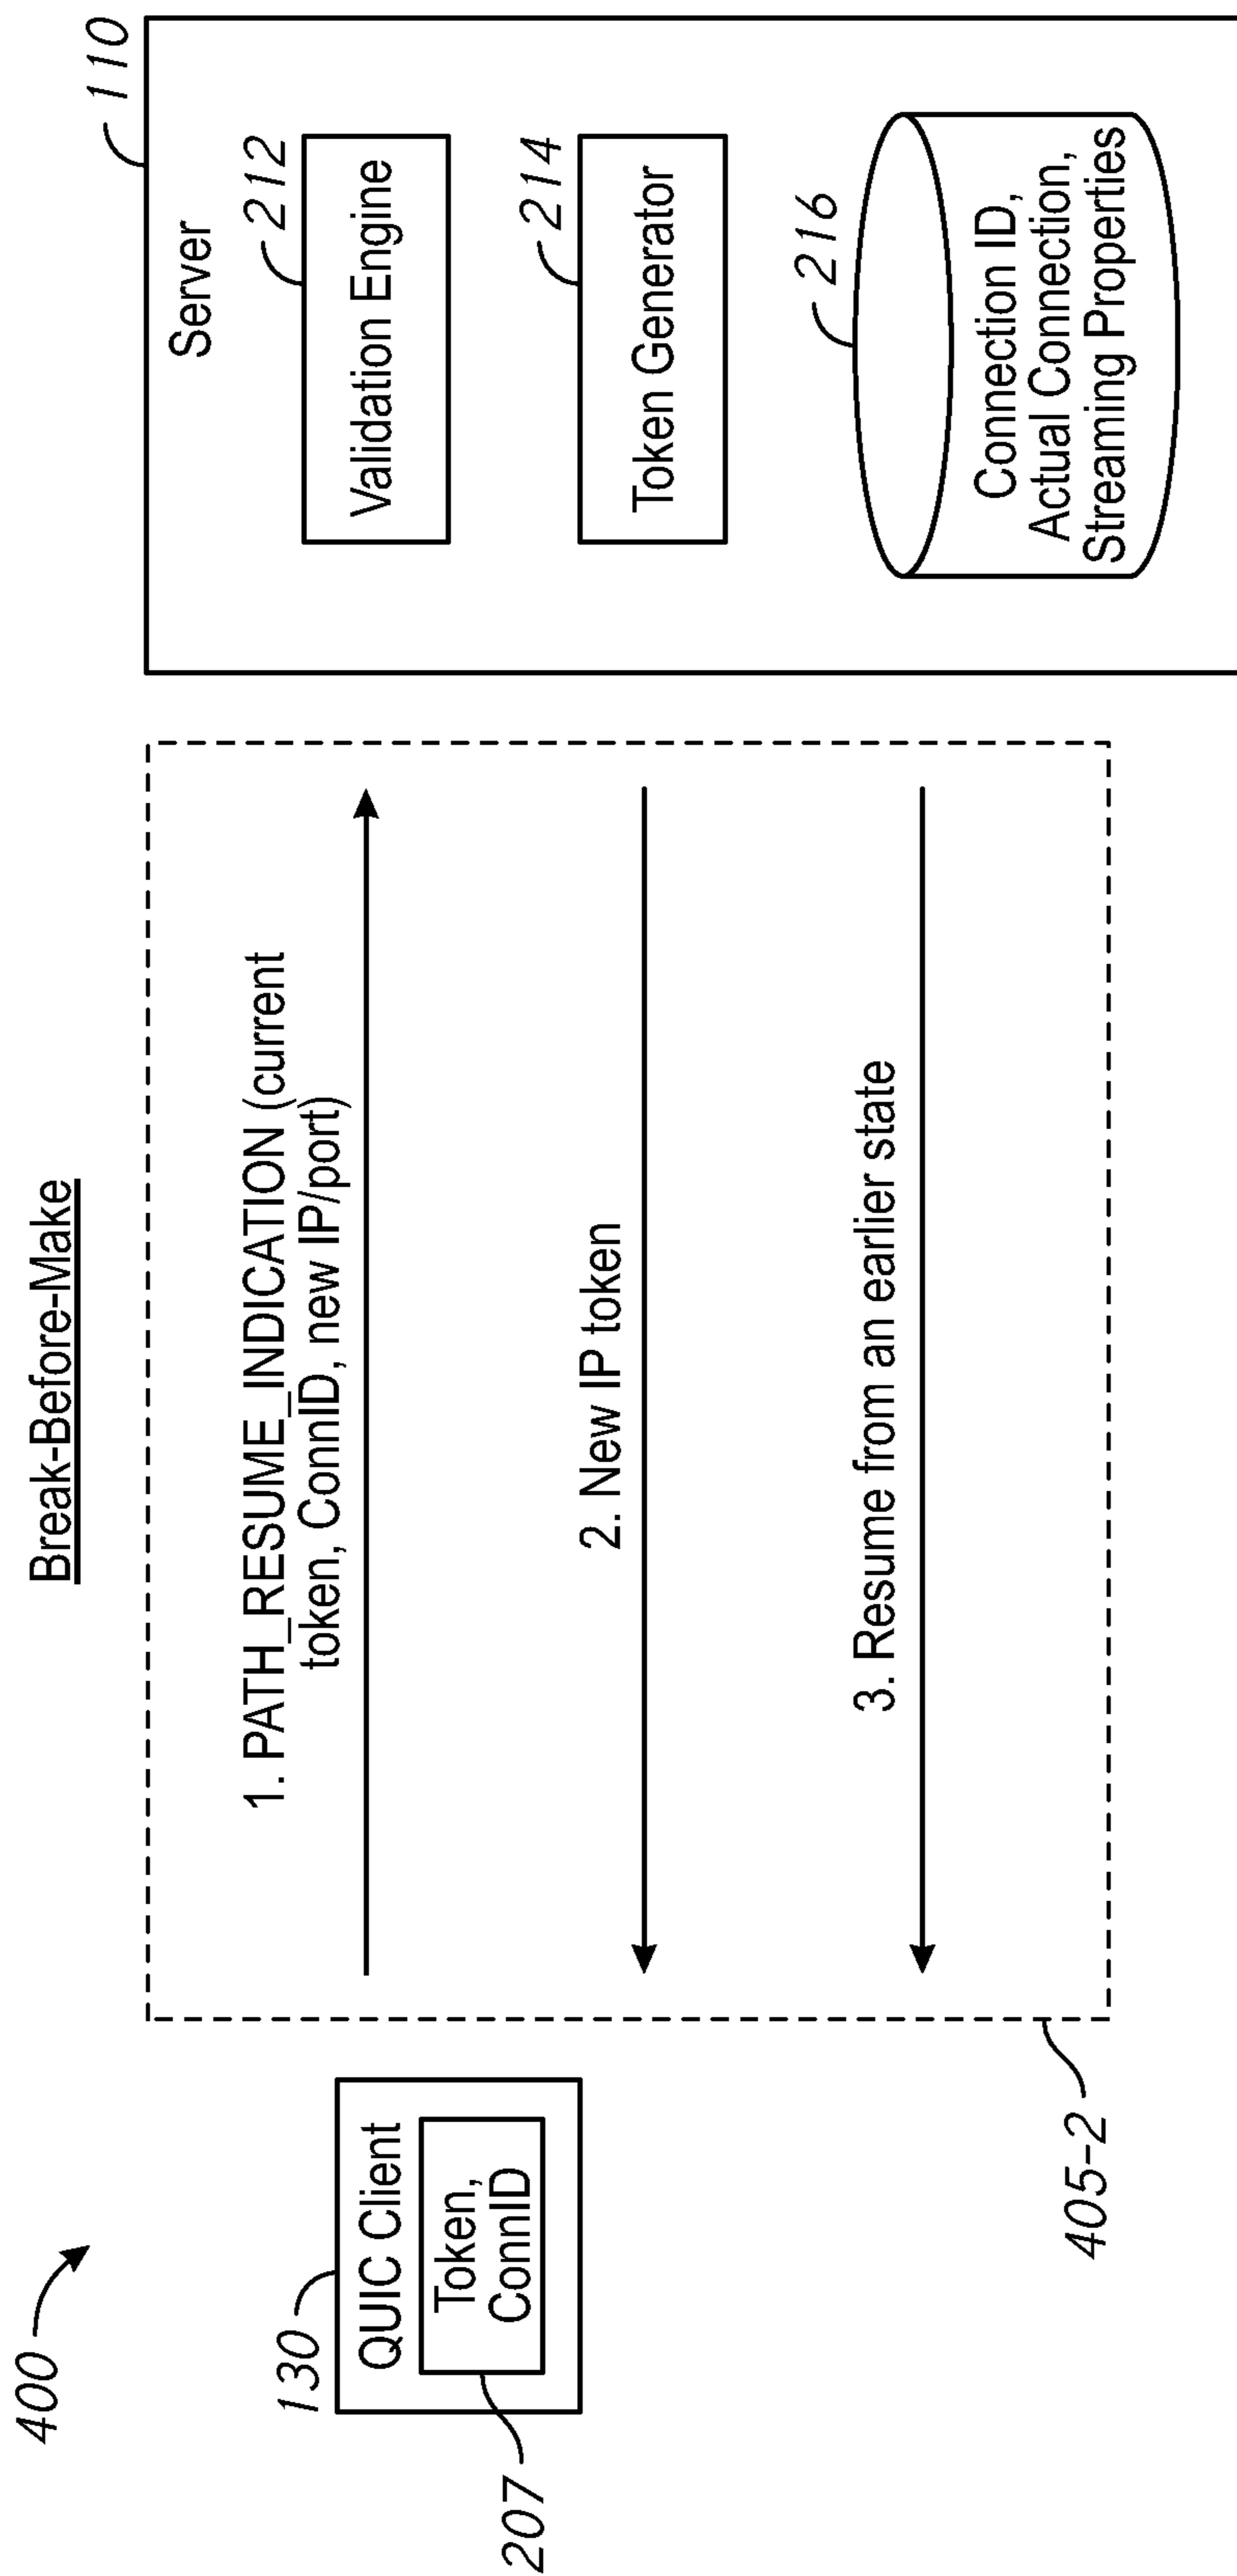 Break-Before-Make
400
130
QUIC Client
Token,
ConnID
207
1. PATH_RESUME_INDICATION (current
token, ConnID, new IP/port)
2. New IP token
3. Resume from an earlier state
405-2
110
Server
212
Validation Engine
214
Token Generator
216
Connection ID,
Actual Connection,
Streaming Properties